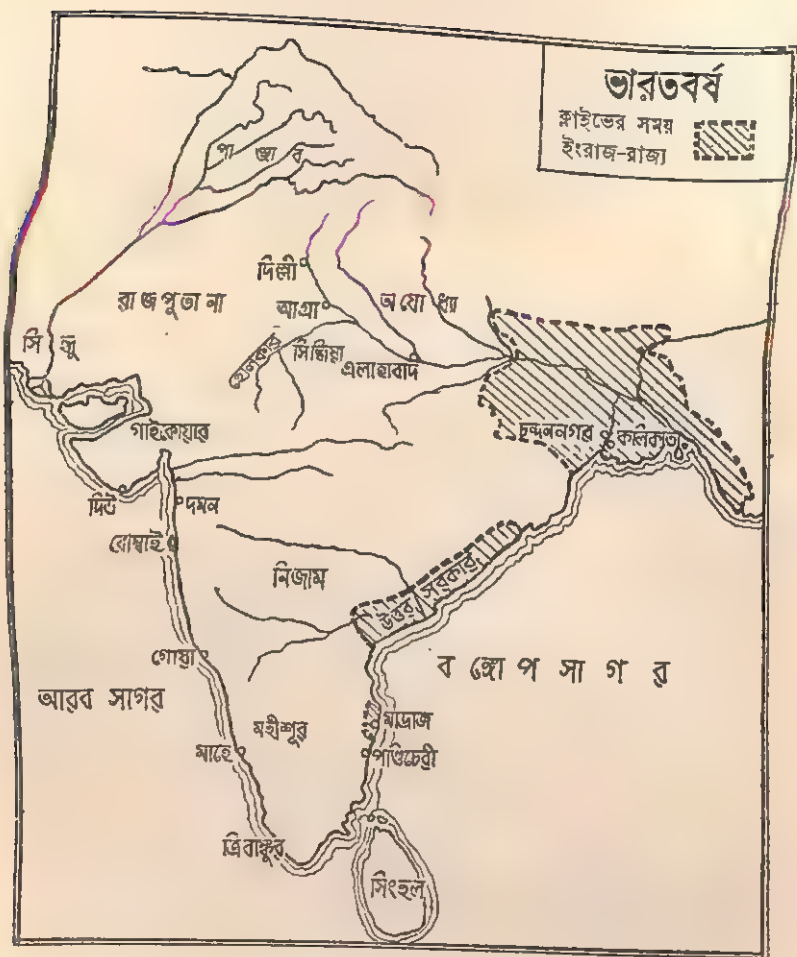 ভারতবর্ষ
ক্লাইভের সময়
ইংরাজ-রাজ্য
পাঞ্জাব
দিল্লী
রাজপুতানা
আগ্রা
অযোধ্যা
সিন্ধু
হোলকার
সিন্ধিয়া
এলাহাবাদ
গাইকোয়ার
চন্দননগর
কলিকাতা
দিউ
দমন
বোম্বাই
নিজাম
উত্তর সরকার
গোয়া
বঙ্গোপসাগর
আরব সাগর
মাদ্রাজ
মহীশূর
মাহে
পণ্ডিচেরী
ত্রিবাঙ্কুর
সিংহল